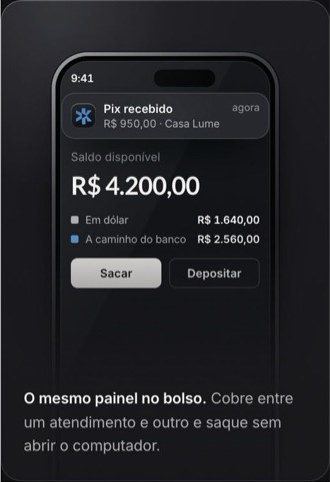 9:41
Pix recebido
agora
R$ 950,00 · Casa Lume
Saldo disponível
R$ 4.200,00
Em dólar R$ 1.640,00
A caminho do banco R$ 2.560,00
Sacar Depositar
O mesmo painel no bolso. Cobre entre
um atendimento e outro e saque sem
abrir o computador.